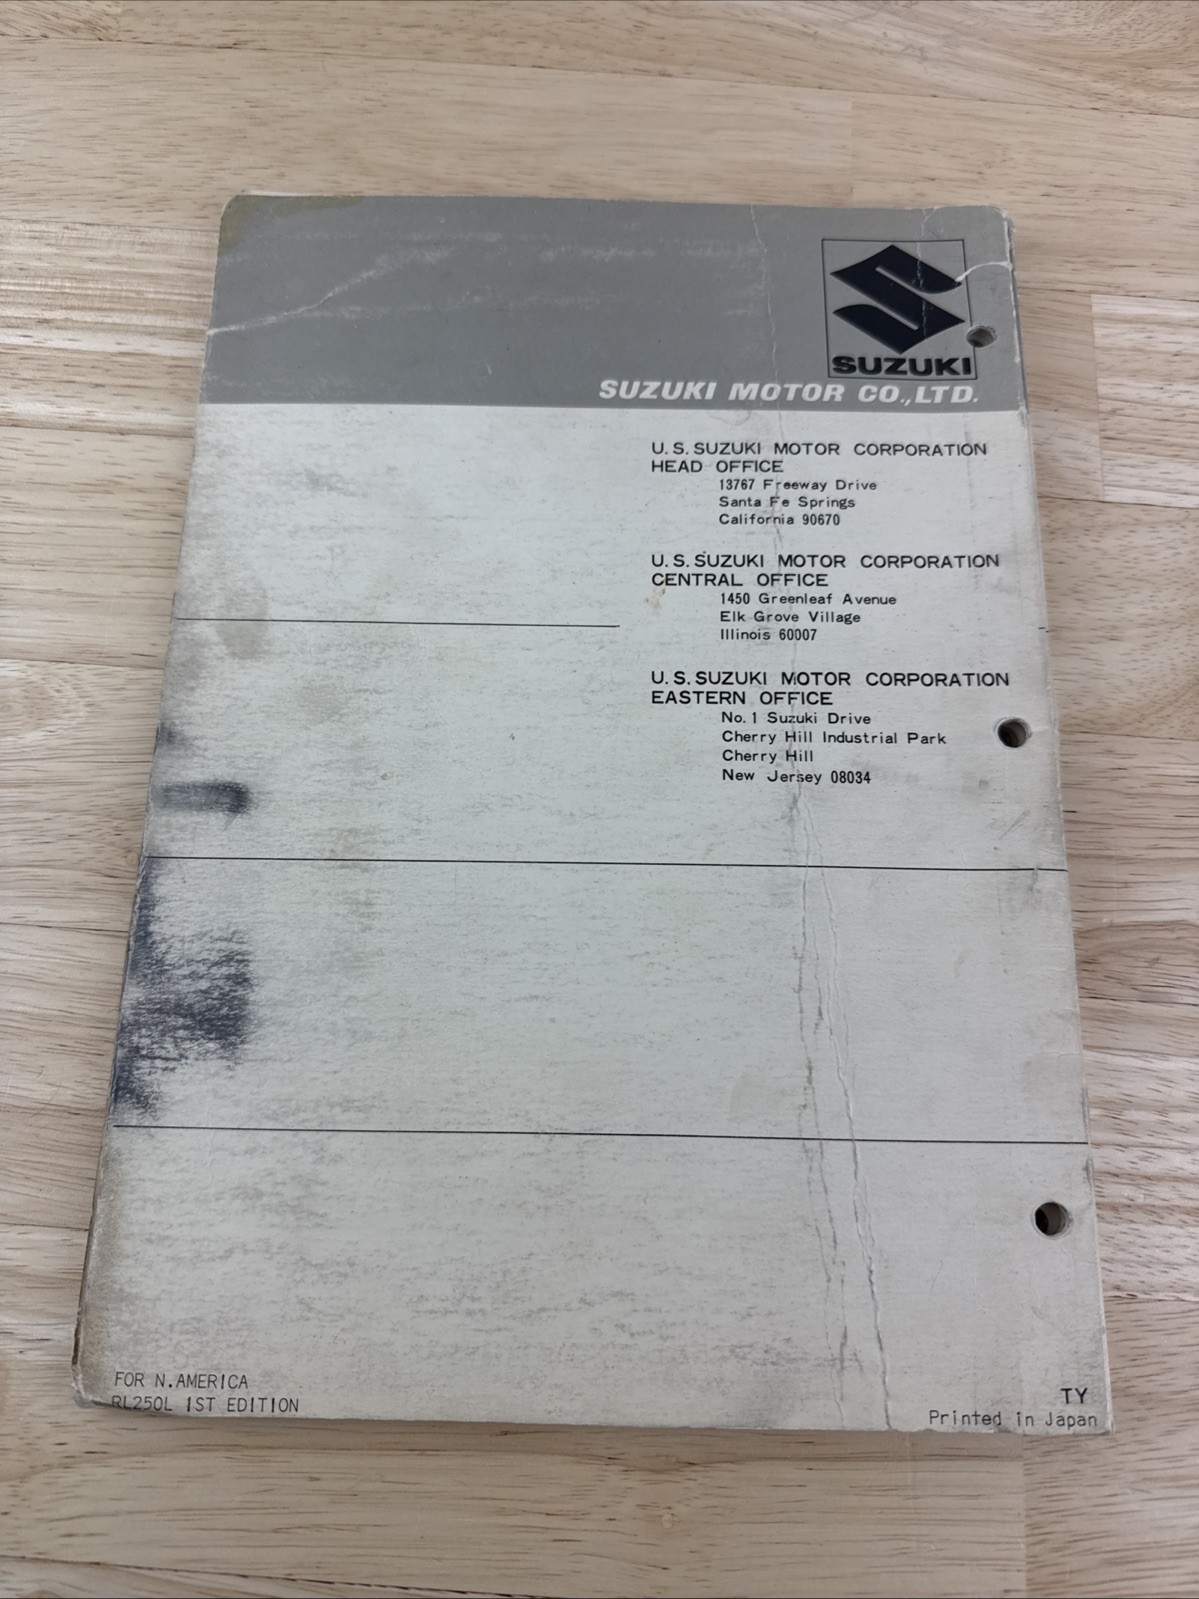 SUZUKI
SUZUKI MOTOR CO.,LTD.
U.S. SUZUKI MOTOR CORPORATION
HEAD OFFICE
13767 Freeway Drive
Santa Fe Springs
California 90670
U.S. SUZUKI MOTOR CORPORATION
CENTRAL OFFICE
1450 Greenleaf Avenue
Elk Grove Village
Illinois 60007
U.S. SUZUKI MOTOR CORPORATION
EASTERN OFFICE
No. 1 Suzuki Drive
Cherry Hill Industrial Park
Cherry Hill
New Jersey 08034
FOR N.AMERICA
RL250L 1ST EDITION
TY
Printed in Japan